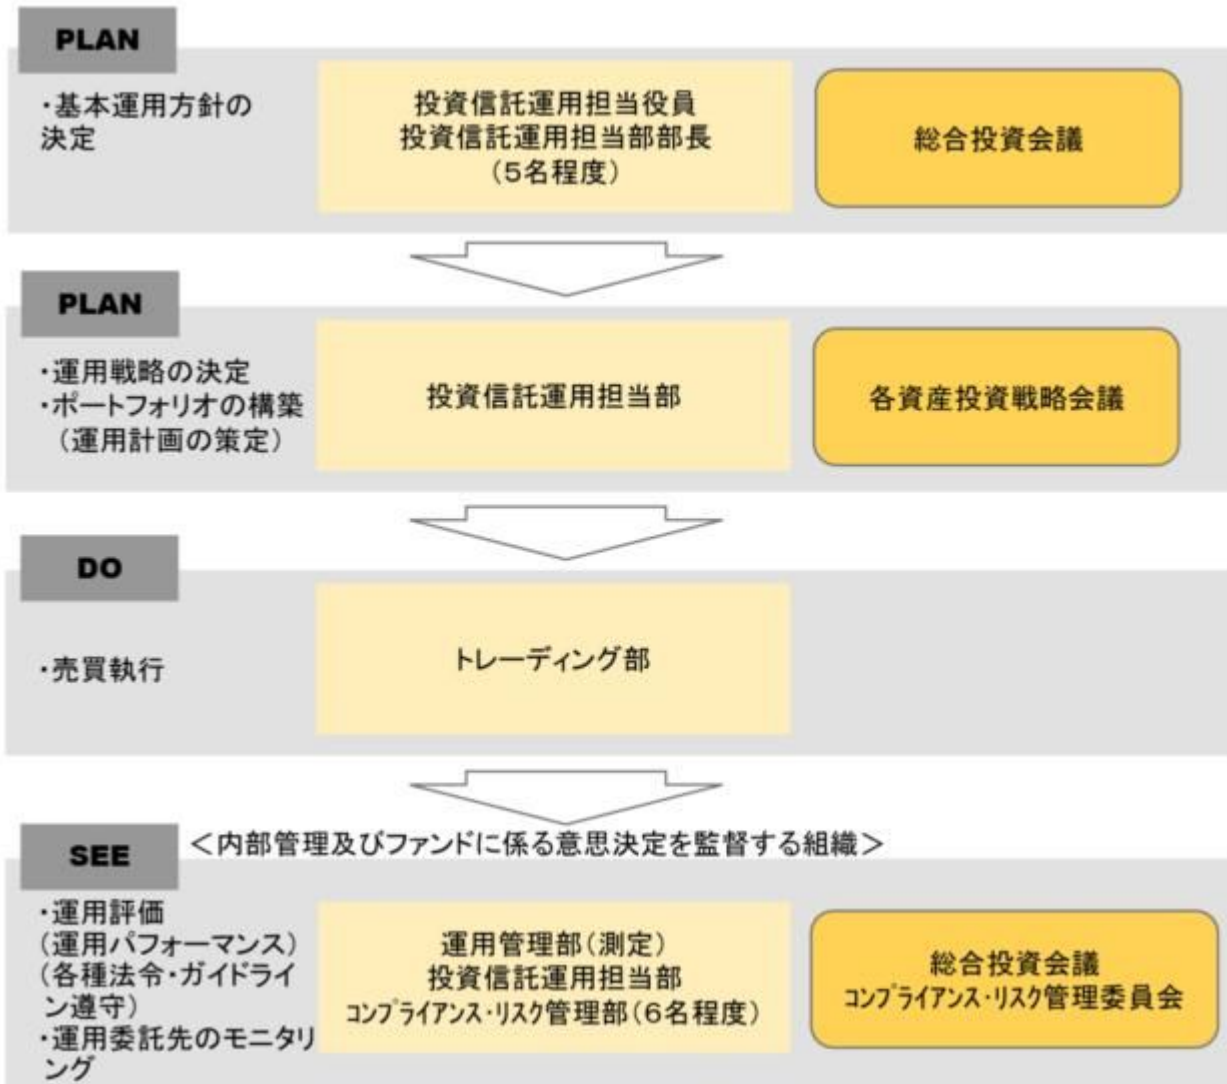 PLAN
・基本運用方針の
決定
投資信託運用担当役員
投資信託運用担当部部長
(5名程度)
総合投資会議
PLAN
・運用戦略の決定
・ポートフォリオの構築
(運用計画の策定)
投資信託運用担当部
各資産投資戦略会議
DO
・売買執行
トレーディング部
SEE
＜内部管理及びファンドに係る意思決定を監督する組織＞
・運用評価
(運用パフォーマンス)
(各種法令・ガイドライ
ン遵守)
・運用委託先のモニタリ
ング
運用管理部(測定)
投資信託運用担当部
コンプライアンス・リスク管理部(6名程度)
総合投資会議
コンプライアンス・リスク管理委員会